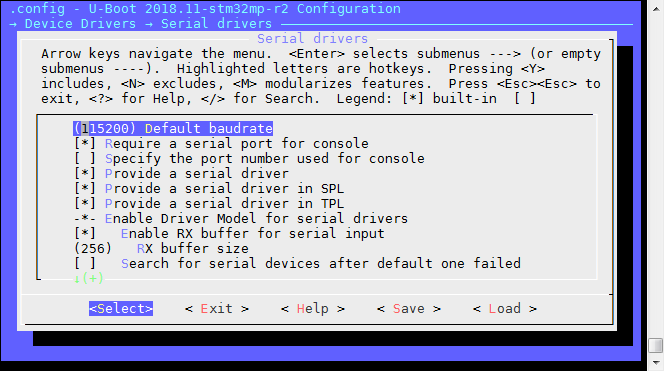 .config - U-Boot 2018.11-stm32mp-r2 Configuration
→ Device Drivers → Serial drivers
Serial drivers
Arrow keys navigate the menu.  <Enter> selects submenus ---> (or empty
submenus ----).  Highlighted letters are hotkeys.  Pressing <Y>
includes, <N> excludes, <M> modularizes features.  Press <Esc><Esc> to
exit, <?> for Help, </> for Search.  Legend: [*] built-in  [ ]
(115200) Default baudrate
[*] Require a serial port for console
[ ] Specify the port number used for console
[*] Provide a serial driver
[*] Provide a serial driver in SPL
[*] Provide a serial driver in TPL
-*- Enable Driver Model for serial drivers
[*]   Enable RX buffer for serial input
(256)   RX buffer size
[ ]   Search for serial devices after default one failed
↓(+)
<Select>    < Exit >    < Help >    < Save >    < Load >